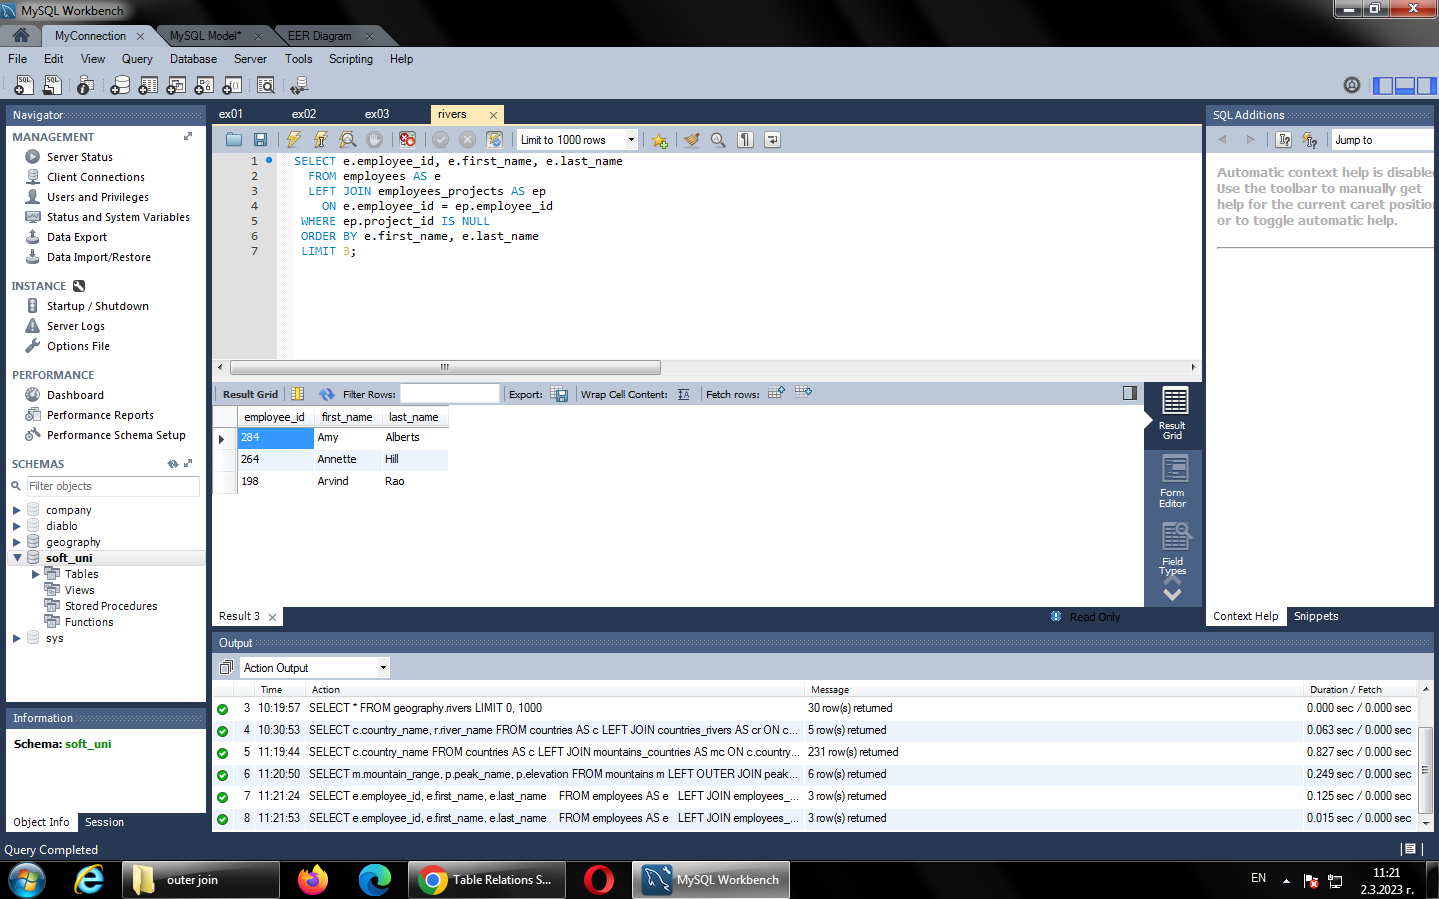 MySQL Workbench
MyConnection
MySQL Model*
EER Diagram
File Edit View Query Database Server Tools Scripting Help
Navigator
MANAGEMENT
Server Status
Client Connections
Users and Privileges
Status and System Variables
Data Export
Data Import/Restore
INSTANCE
Startup / Shutdown
Server Logs
Options File
PERFORMANCE
Dashboard
Performance Reports
Performance Schema Setup
SCHEMAS
Filter objects
company
diablo
geography
soft_uni
Tables
Views
Stored Procedures
Functions
sys
Information
Schema: soft_uni
Object Info Session
ex01 ex02 ex03 rivers
Limit to 1000 rows
1 SELECT e.employee_id, e.first_name, e.last_name
2 FROM employees AS e
3 LEFT JOIN employees_projects AS ep
4 ON e.employee_id = ep.employee_id
5 WHERE ep.project_id IS NULL
6 ORDER BY e.first_name, e.last_name
7 LIMIT 3;
Result Grid Filter Rows: Export: Wrap Cell Content: Fetch rows:
employee_id first_name last_name
284 Amy Alberts
264 Annette Hill
198 Arvind Rao
Result
Grid
Form
Editor
Field
Types
Result 3
Read Only
SQL Additions
Jump to
Automatic context help is disabled
Use the toolbar to manually get
help for the current caret position
or to toggle automatic help.
Context Help Snippets
Output
Action Output
Time Action Message Duration / Fetch
3 10:19:57 SELECT * FROM geography.rivers LIMIT 0, 1000 30 row(s) returned 0.000 sec / 0.000 sec
4 10:30:53 SELECT c.country_name, r.river_name FROM countries AS c LEFT JOIN countries_rivers AS cr ON c... 5 row(s) returned 0.063 sec / 0.000 sec
5 11:19:44 SELECT c.country_name FROM countries AS c LEFT JOIN mountains_countries AS mc ON c.country... 231 row(s) returned 0.827 sec / 0.000 sec
6 11:20:50 SELECT m.mountain_range, p.peak_name, p.elevation FROM mountains m LEFT OUTER JOIN peak... 6 row(s) returned 0.249 sec / 0.000 sec
7 11:21:24 SELECT e.employee_id, e.first_name, e.last_name FROM employees AS e LEFT JOIN employees_... 3 row(s) returned 0.125 sec / 0.000 sec
8 11:21:53 SELECT e.employee_id, e.first_name, e.last_name FROM employees AS e LEFT JOIN employees_... 3 row(s) returned 0.015 sec / 0.000 sec
Query Completed
outer join
Table Relations S...
MySQL Workbench
EN
11:21
2.3.2023 г.